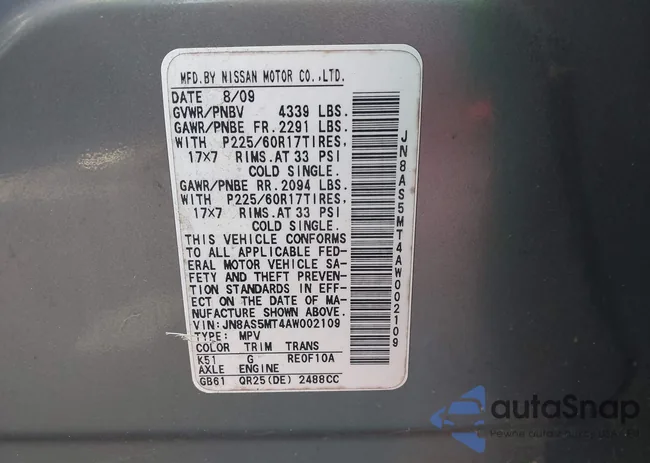 MFD.BY NISSAN MOTOR CO.,LTD.
DATE 8/09
GVWR/PNBV 4339 LBS.
GAWR/PNBE FR. 2291 LBS.
WITH P225/60R17TIRES,
17x7 RIMS.AT 33 PSI
COLD SINGLE.
GAWR/PNBE RR. 2094 LBS.
WITH P225/60R17TIRES,
17x7 RIMS.AT 33 PSI
COLD SINGLE.
THIS VEHICLE CONFORMS
TO ALL APPLICABLE FED-
ERAL MOTOR VEHICLE SA-
FETY AND THEFT PREVEN-
TION STANDARDS IN EFF-
ECT ON THE DATE OF MA-
NUFACTURE SHOWN ABOVE.
VIN:JN8AS5MT4AW002109
TYPE: MPV
COLOR TRIM TRANS
K51 G RE0F10A
AXLE ENGINE
GB61 QR25(DE) 2488CC
JN8AS5MT4AW002109
autaSnap